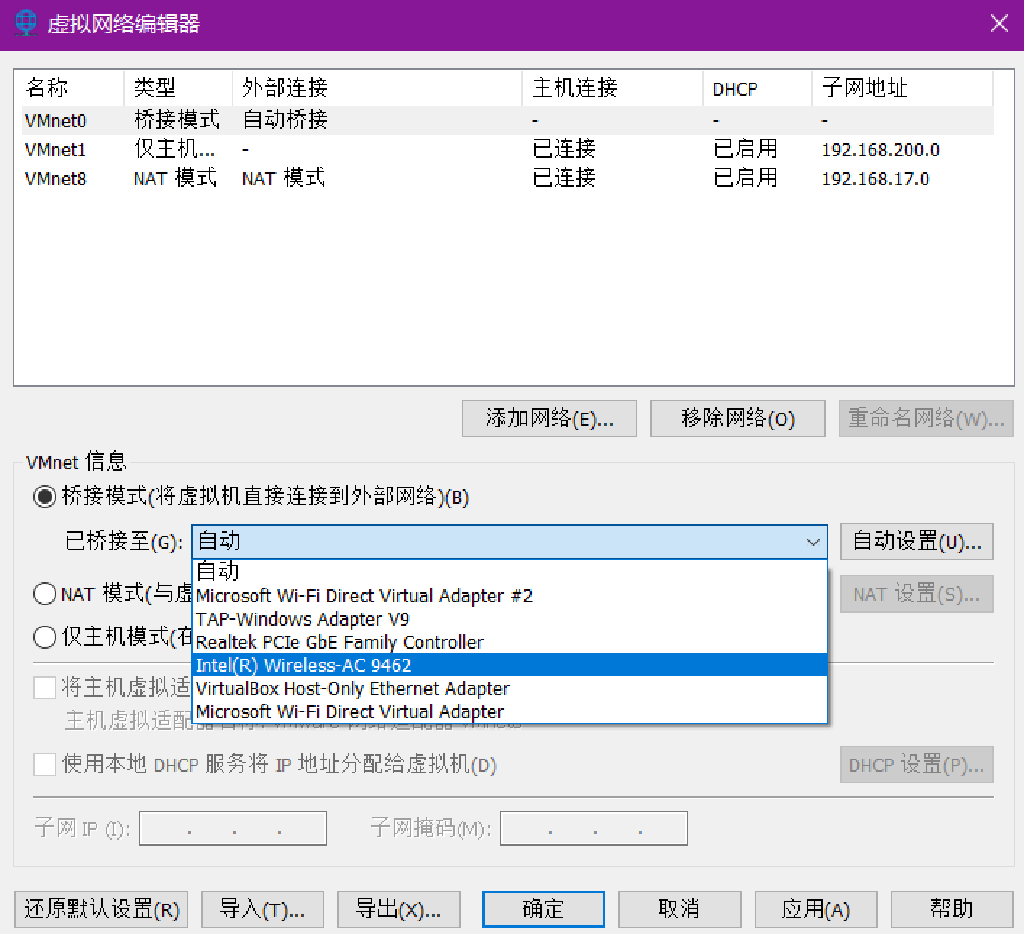 虚拟网络编辑器
名称 类型 外部连接 主机连接 DHCP 子网地址
VMnet0 桥接模式 自动桥接 - - -
VMnet1 仅主机... - 已连接 已启用 192.168.200.0
VMnet8 NAT 模式 NAT 模式 已连接 已启用 192.168.17.0
添加网络(E)... 移除网络(O) 重命名网络(W)...
VMnet 信息
桥接模式(将虚拟机直接连接到外部网络)(B)
已桥接至(G): 自动 自动设置(U)...
自动
Microsoft Wi-Fi Direct Virtual Adapter #2
TAP-Windows Adapter V9
Realtek PCIe GbE Family Controller
Intel(R) Wireless-AC 9462
VirtualBox Host-Only Ethernet Adapter
Microsoft Wi-Fi Direct Virtual Adapter
NAT 模式(与虚 NAT 设置(S)...
仅主机模式(在
将主机虚拟适
主机虚拟适配
使用本地 DHCP 服务将 IP 地址分配给虚拟机(D) DHCP 设置(P)...
子网 IP (I): . . . 子网掩码(M): . . .
还原默认设置(R) 导入(T)... 导出(X)... 确定 取消 应用(A) 帮助